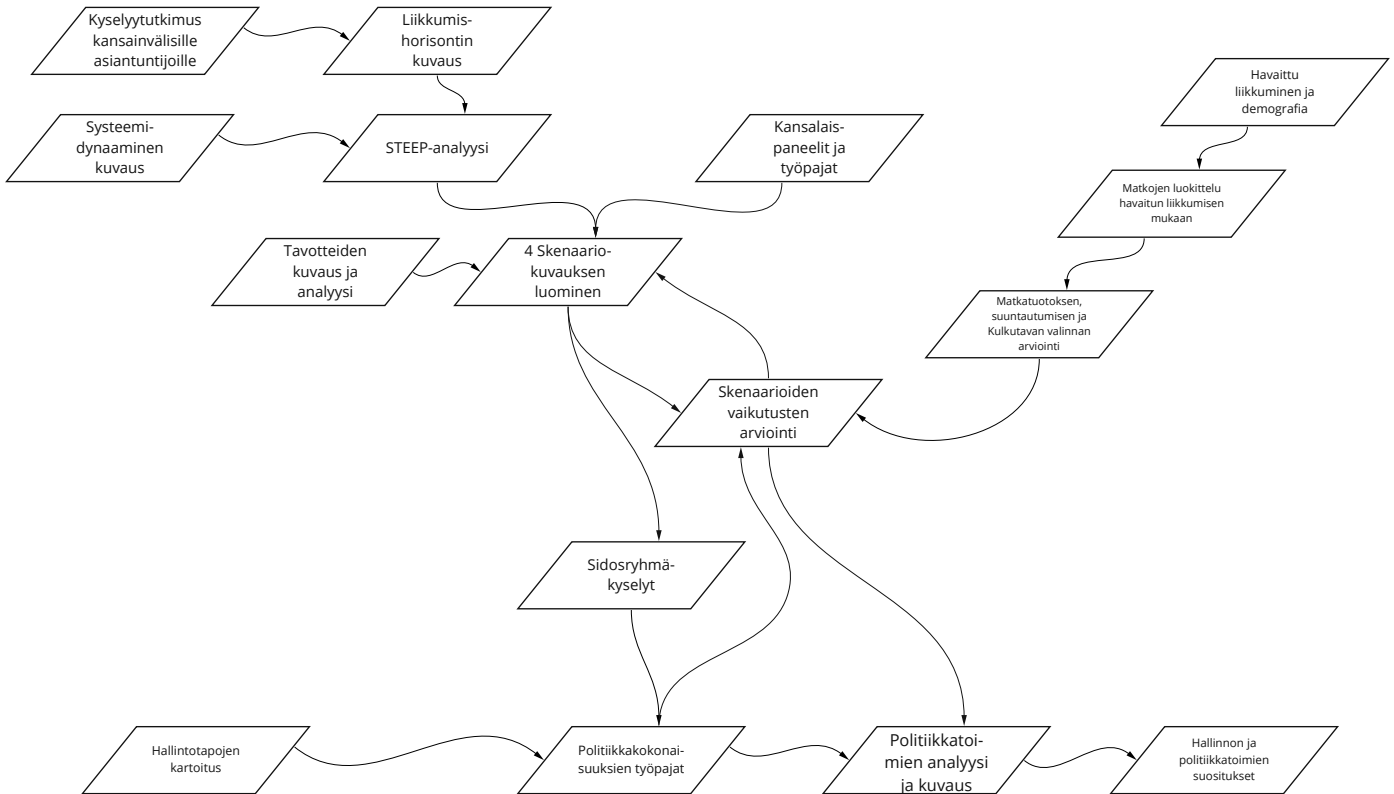 Kyselyytutkimus
kansainvälisille
asiantuntijoille
Liikkumis-
horisontin
kuvaus
Havaittu
liikkuminen ja
demografia
Systeemi-
dynaaminen
kuvaus
STEEP-analyysi
Kansalais-
paneelit ja
työpajat
Matkojen luokittelu
havaitun liikkumisen
mukaan
Tavotteiden
kuvaus ja
analyysi
4 Skenaario-
kuvauksen
luominen
Matkatuotoksen,
suuntautumisen ja
Kulkutavan valinnan
arviointi
Skenaarioiden
vaikutusten
arviointi
Sidosryhmä-
kyselyt
Hallintotapojen
kartoitus
Politiikkakokonai-
suuksien työpajat
Politiikkatoi-
mien analyysi
ja kuvaus
Hallinnon ja
politiikkatoimien
suositukset